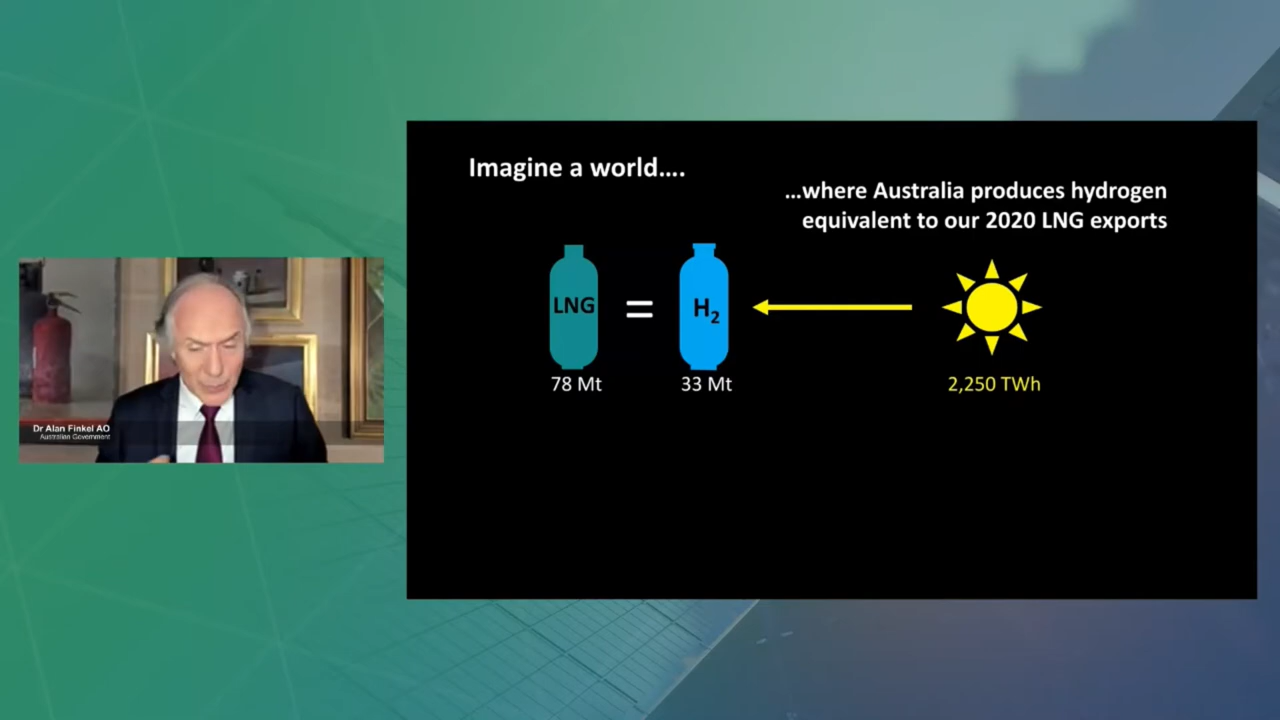 Imagine a world....
...where Australia produces hydrogen
equivalent to our 2020 LNG exports
LNG
=
H₂
78 Mt
33 Mt
2,250 TWh
Dr Alan Finkel AO
Australian Government